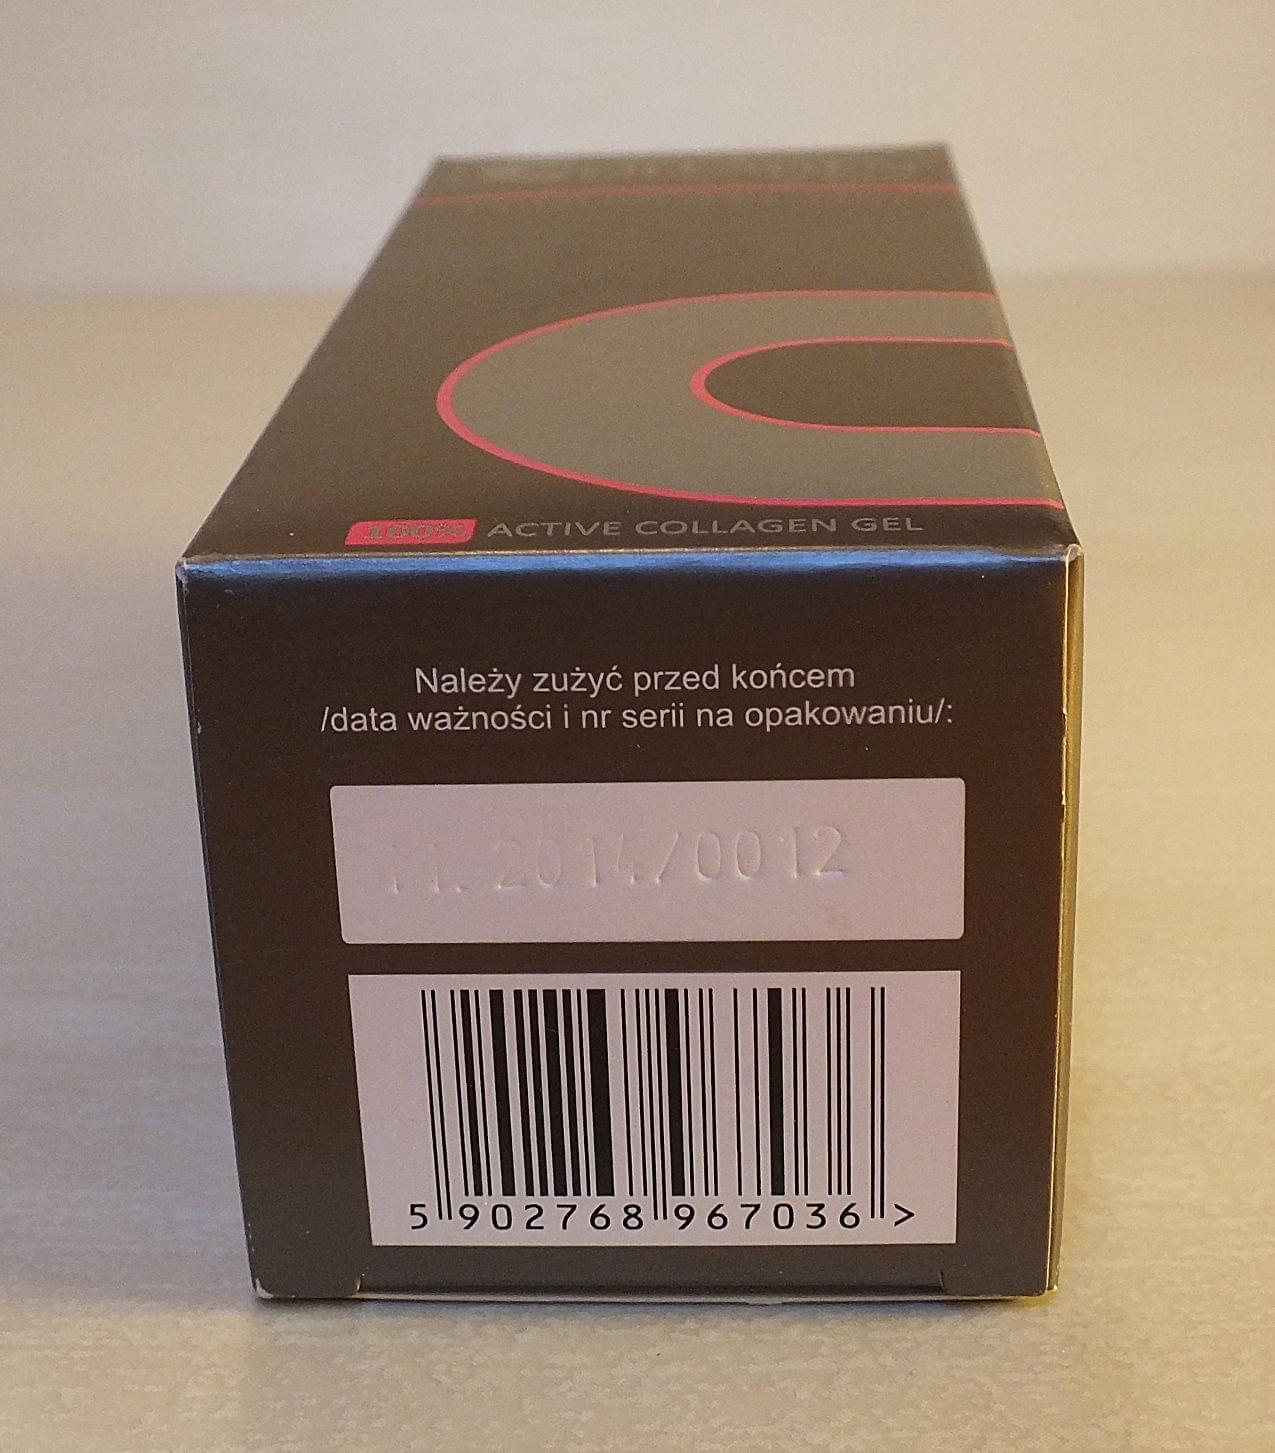 100% ACTIVE COLLAGEN GEL
Należy zużyć przed końcem
/data ważności i nr serii na opakowaniu/:
11.2014/0012
5 902768 967036 >